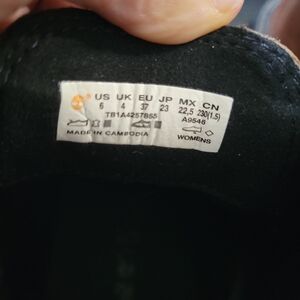 US UK EU JP MX CN
6 4 37 23 22,5 230(1.5)
TB1A4257B65
A9546
MADE IN CAMBODIA
WOMENS